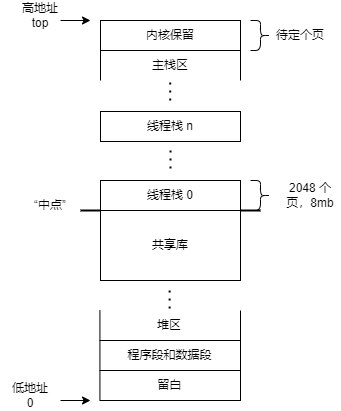 高地址
top
内核保留
待定个页
主栈区
线程栈 n
线程栈 0
2048 个
页，8mb
“中点”
共享库
堆区
程序段和数据段
低地址
0
留白